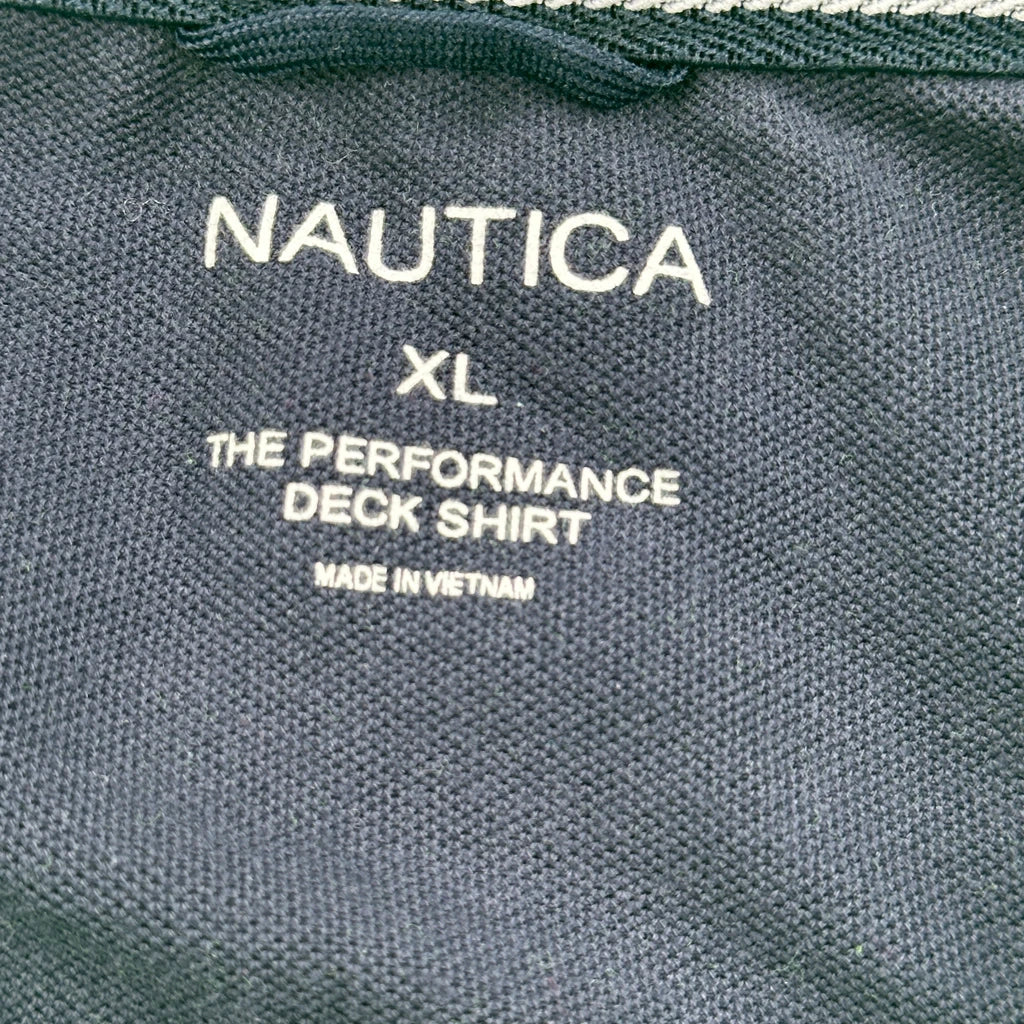 NAUTICA
XL
THE PERFORMANCE
DECK SHIRT
MADE IN VIETNAM